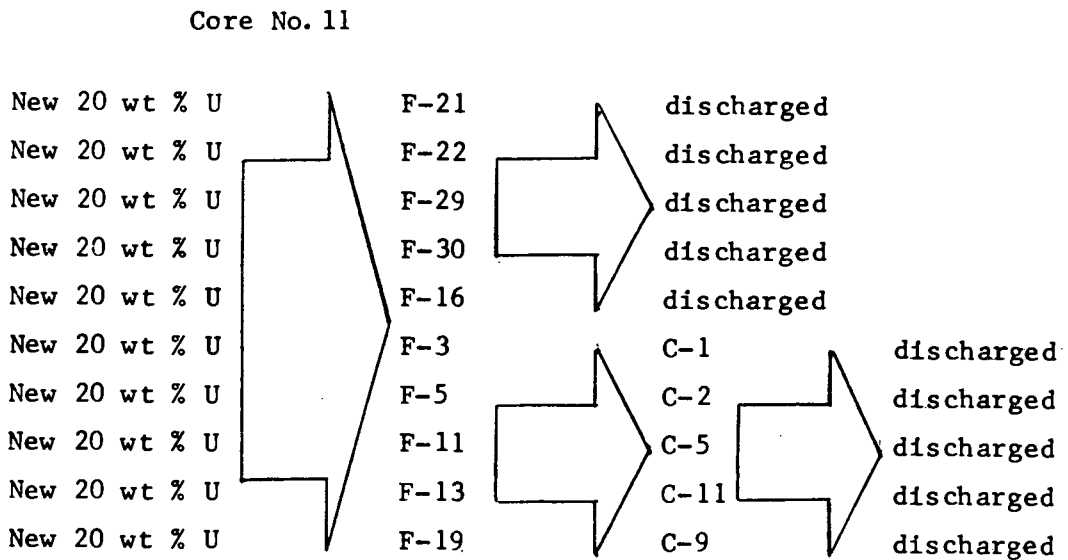 Core No. 11
New 20 wt % U F-21 discharged
New 20 wt % U F-22 discharged
New 20 wt % U F-29 discharged
New 20 wt % U F-30 discharged
New 20 wt % U F-16 discharged
New 20 wt % U F-3 C-1 discharged
New 20 wt % U F-5 C-2 discharged
New 20 wt % U F-11 C-5 discharged
New 20 wt % U F-13 C-11 discharged
New 20 wt % U F-19 C-9 discharged